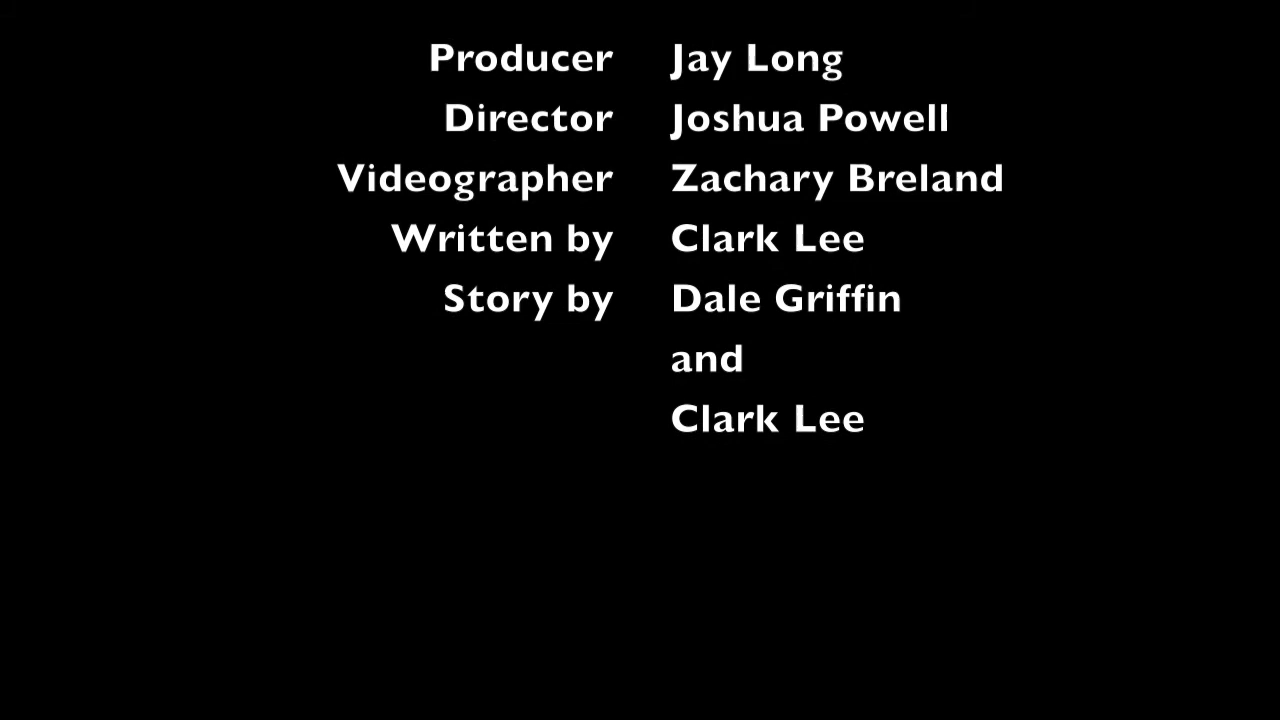 Producer Jay Long
Director Joshua Powell
Videographer Zachary Breland
Written by Clark Lee
Story by Dale Griffin
and
Clark Lee